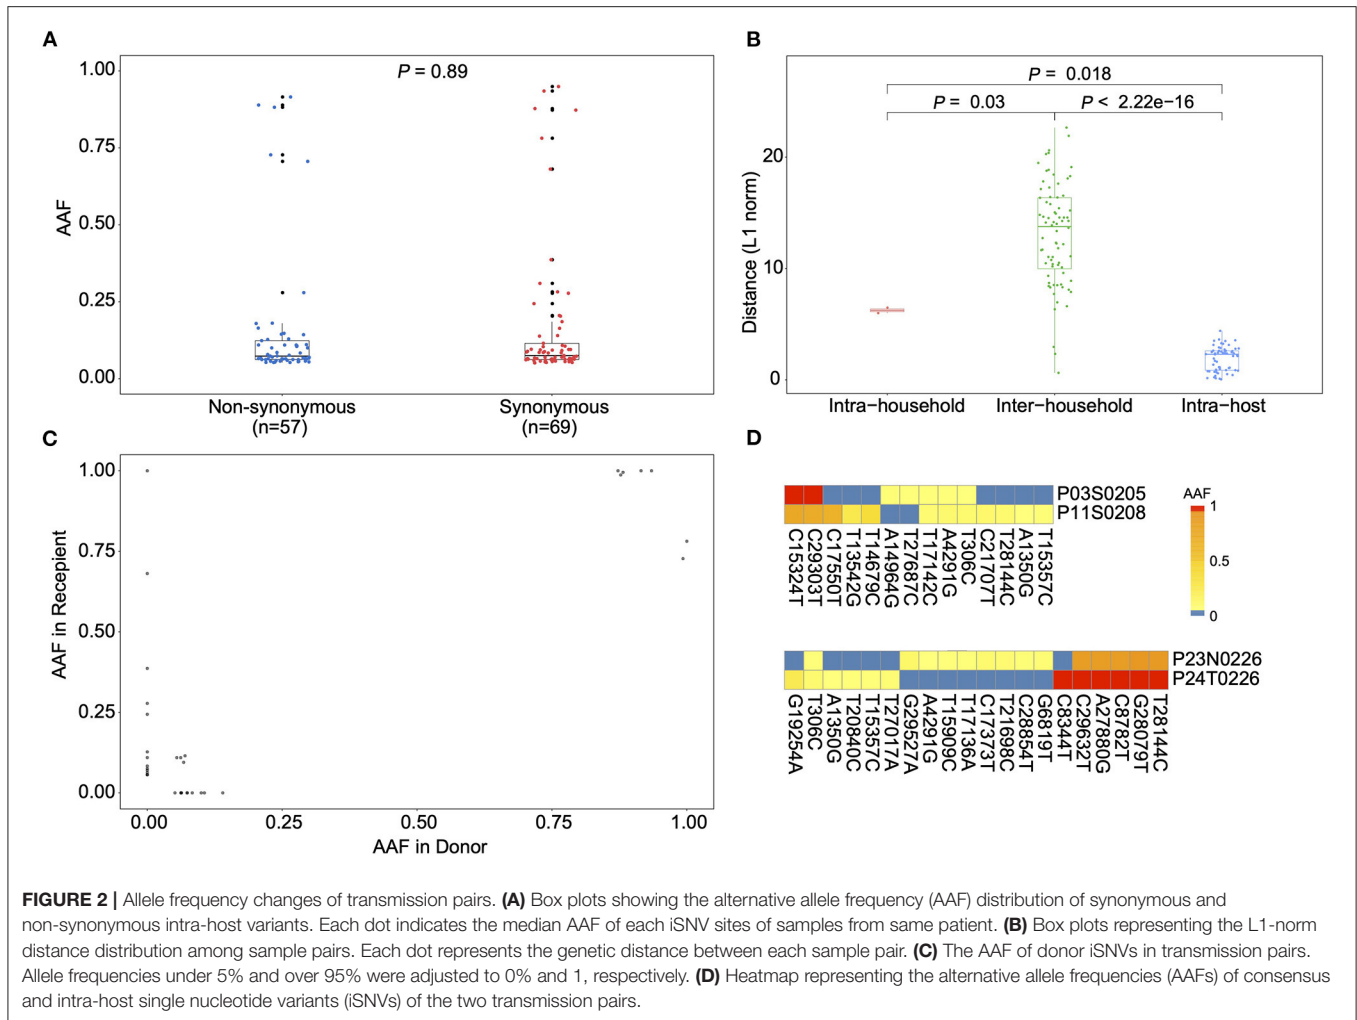 A
1.00
0.75
0.50
0.25
0.00
AAF
P = 0.89
Non-synonymous
(n=57)
Synonymous
(n=69)
B
20
10
0
Distance (L1 norm)
P = 0.018
P = 0.03
P < 2.22e-16
Intra-household
Inter-household
Intra-host
C
1.00
0.75
0.50
0.25
0.00
AAF in Recepient
0.00 0.25 0.50 0.75 1.00
AAF in Donor
D
P03S0205
P11S0208
C15324T
C29303T
C17550T
T13542G
T14679C
A14964G
T27687C
T17142C
A4291G
T306C
C21707T
T28144C
A1350G
T15357C
AAF
1
0.5
0
P23N0226
P24T0226
G19254A
T306C
A1350G
T20840C
T15357C
T27017A
G29527A
A4291G
T15909C
T17136A
C17373T
T21698C
C28854T
G6819T
C8344T
C29632T
A27880G
C8782T
G28079T
T28144C
FIGURE 2 | Allele frequency changes of transmission pairs. (A) Box plots showing the alternative allele frequency (AAF) distribution of synonymous and
non-synonymous intra-host variants. Each dot indicates the median AAF of each iSNV sites of samples from same patient. (B) Box plots representing the L1-norm
distance distribution among sample pairs. Each dot represents the genetic distance between each sample pair. (C) The AAF of donor iSNVs in transmission pairs.
Allele frequencies under 5% and over 95% were adjusted to 0% and 1, respectively. (D) Heatmap representing the alternative allele frequencies (AAFs) of consensus
and intra-host single nucleotide variants (iSNVs) of the two transmission pairs.